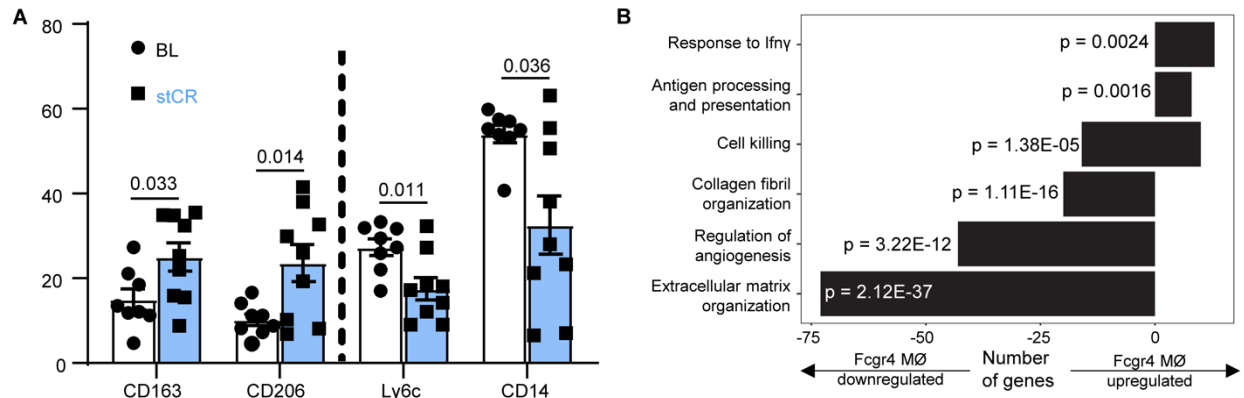 A
80
60
40
20
0
BL
stCR
0.033
0.014
0.011
0.036
CD163
CD206
Ly6c
CD14
B
Response to Ifnγ
Antigen processing
and presentation
Cell killing
Collagen fibril
organization
Regulation of
angiogenesis
Extracellular matrix
organization
p = 0.0024
p = 0.0016
p = 1.38E-05
p = 1.11E-16
p = 3.22E-12
p = 2.12E-37
-75
-50
-25
0
Fcgr4 MØ
downregulated
Number
of genes
Fcgr4 MØ
upregulated